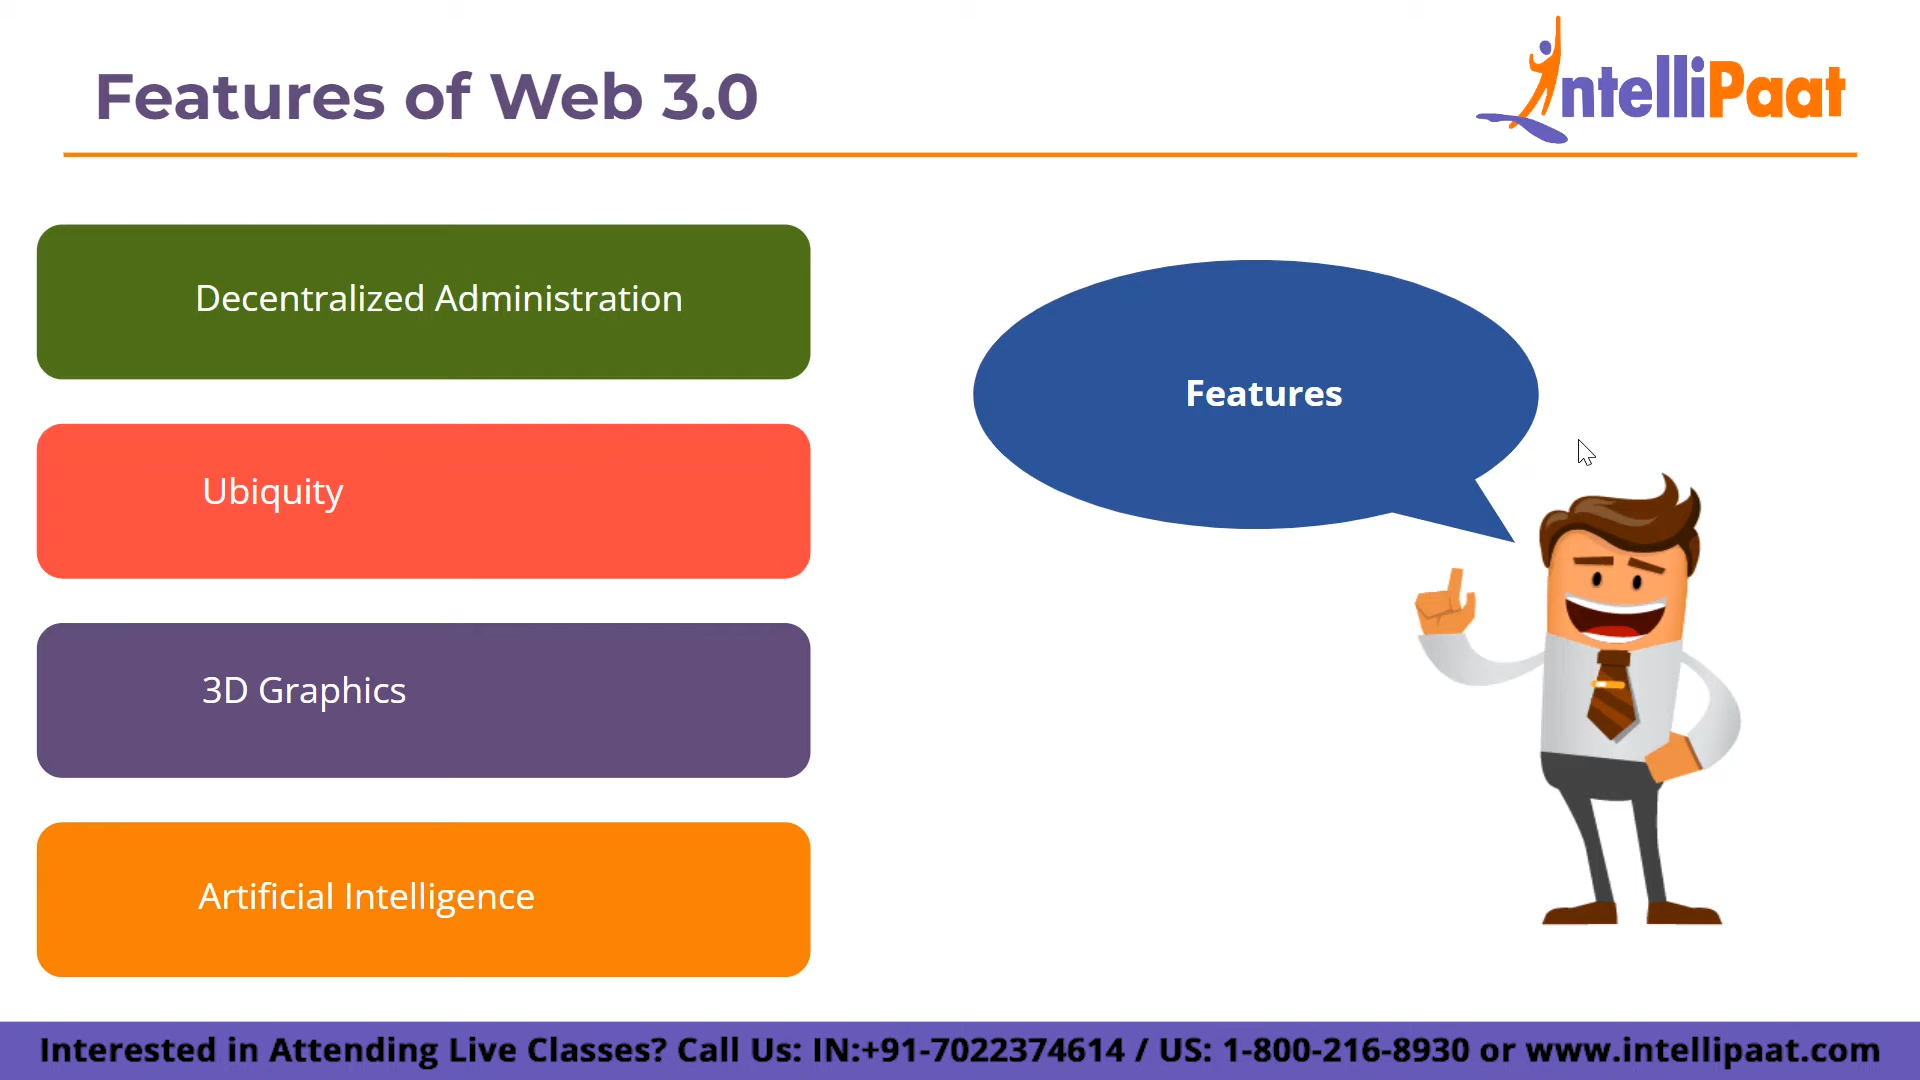 Features of Web 3.0
IntelliPaat
Decentralized Administration
Ubiquity
3D Graphics
Artificial Intelligence
Features
Interested in Attending Live Classes? Call Us: IN:+91-7022374614 / US: 1-800-216-8930 or www.intellipaat.com